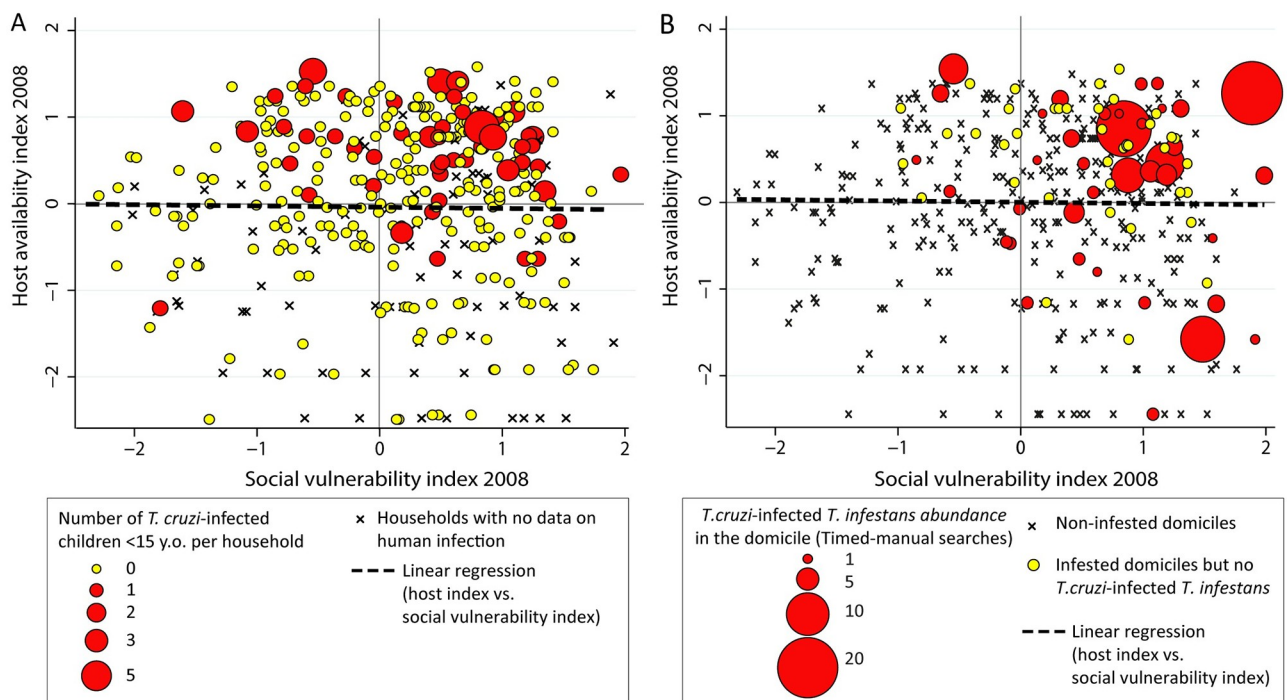 A
Host availability index 2008
2
1
0
−1
−2
−2
−1
0
1
2
Social vulnerability index 2008
Number of T. cruzi-infected
children <15 y.o. per household
0
1
2
3
5
Households with no data on
human infection
Linear regression
(host index vs.
social vulnerability index)
B
Host availability index 2008
2
1
0
−1
−2
−2
−1
0
1
2
Social vulnerability index 2008
T.cruzi-infected T. infestans abundance
in the domicile (Timed-manual searches)
1
5
10
20
Non-infested domiciles
Infested domiciles but no
T.cruzi-infected T. infestans
Linear regression
(host index vs.
social vulnerability index)